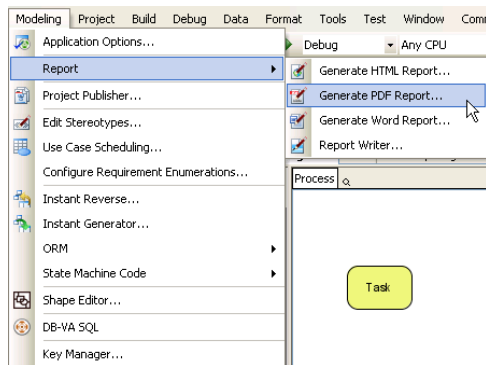 Modeling Project Build Debug Data Format Tools Test Window
Application Options...
Debug Any CPU
Report
Generate HTML Report...
Project Publisher...
Generate PDF Report...
Edit Stereotypes...
Generate Word Report...
Use Case Scheduling...
Report Writer...
Configure Requirement Enumerations...
Process
Instant Reverse...
Instant Generator...
ORM
State Machine Code
Task
Shape Editor...
DB-VA SQL
Key Manager...